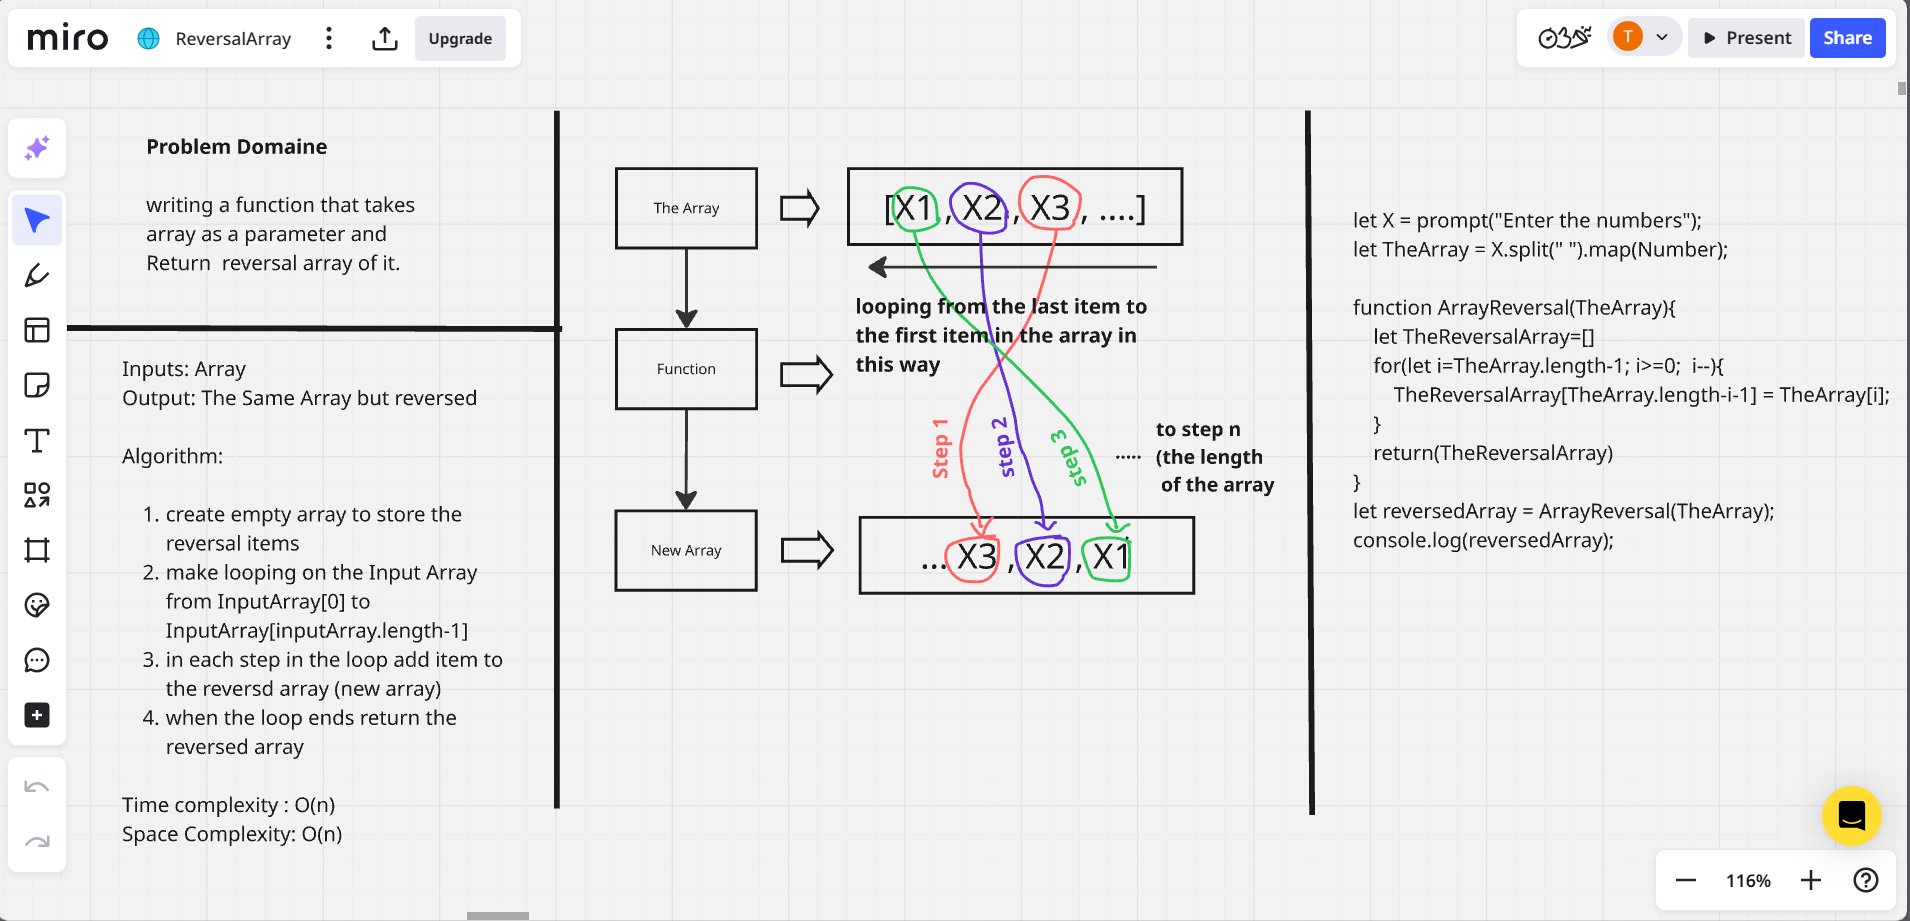 miro
ReversalArray
Upgrade
T
Present
Share
Problem Domaine
writing a function that takes
array as a parameter and
Return  reversal array of it.
Inputs: Array
Output: The Same Array but reversed
Algorithm:
1. create empty array to store the
reversal items
2. make looping on the Input Array
from InputArray[0] to
InputArray[inputArray.length-1]
3. in each step in the loop add item to
the reversd array (new array)
4. when the loop ends return the
reversed array
Time complexity : O(n)
Space Complexity: O(n)
The Array
[X1 , X2 , X3 , ....]
looping from the last item to
the first item in the array in
this way
Function
Step 1
step 2
step 3
..... to step n
(the length
of the array
New Array
... X3 , X2 , X1
let X = prompt("Enter the numbers");
let TheArray = X.split(" ").map(Number);
function ArrayReversal(TheArray){
let TheReversalArray=[]
for(let i=TheArray.length-1; i>=0;  i--){
TheReversalArray[TheArray.length-i-1] = TheArray[i];
}
return(TheReversalArray)
}
let reversedArray = ArrayReversal(TheArray);
console.log(reversedArray);
116%